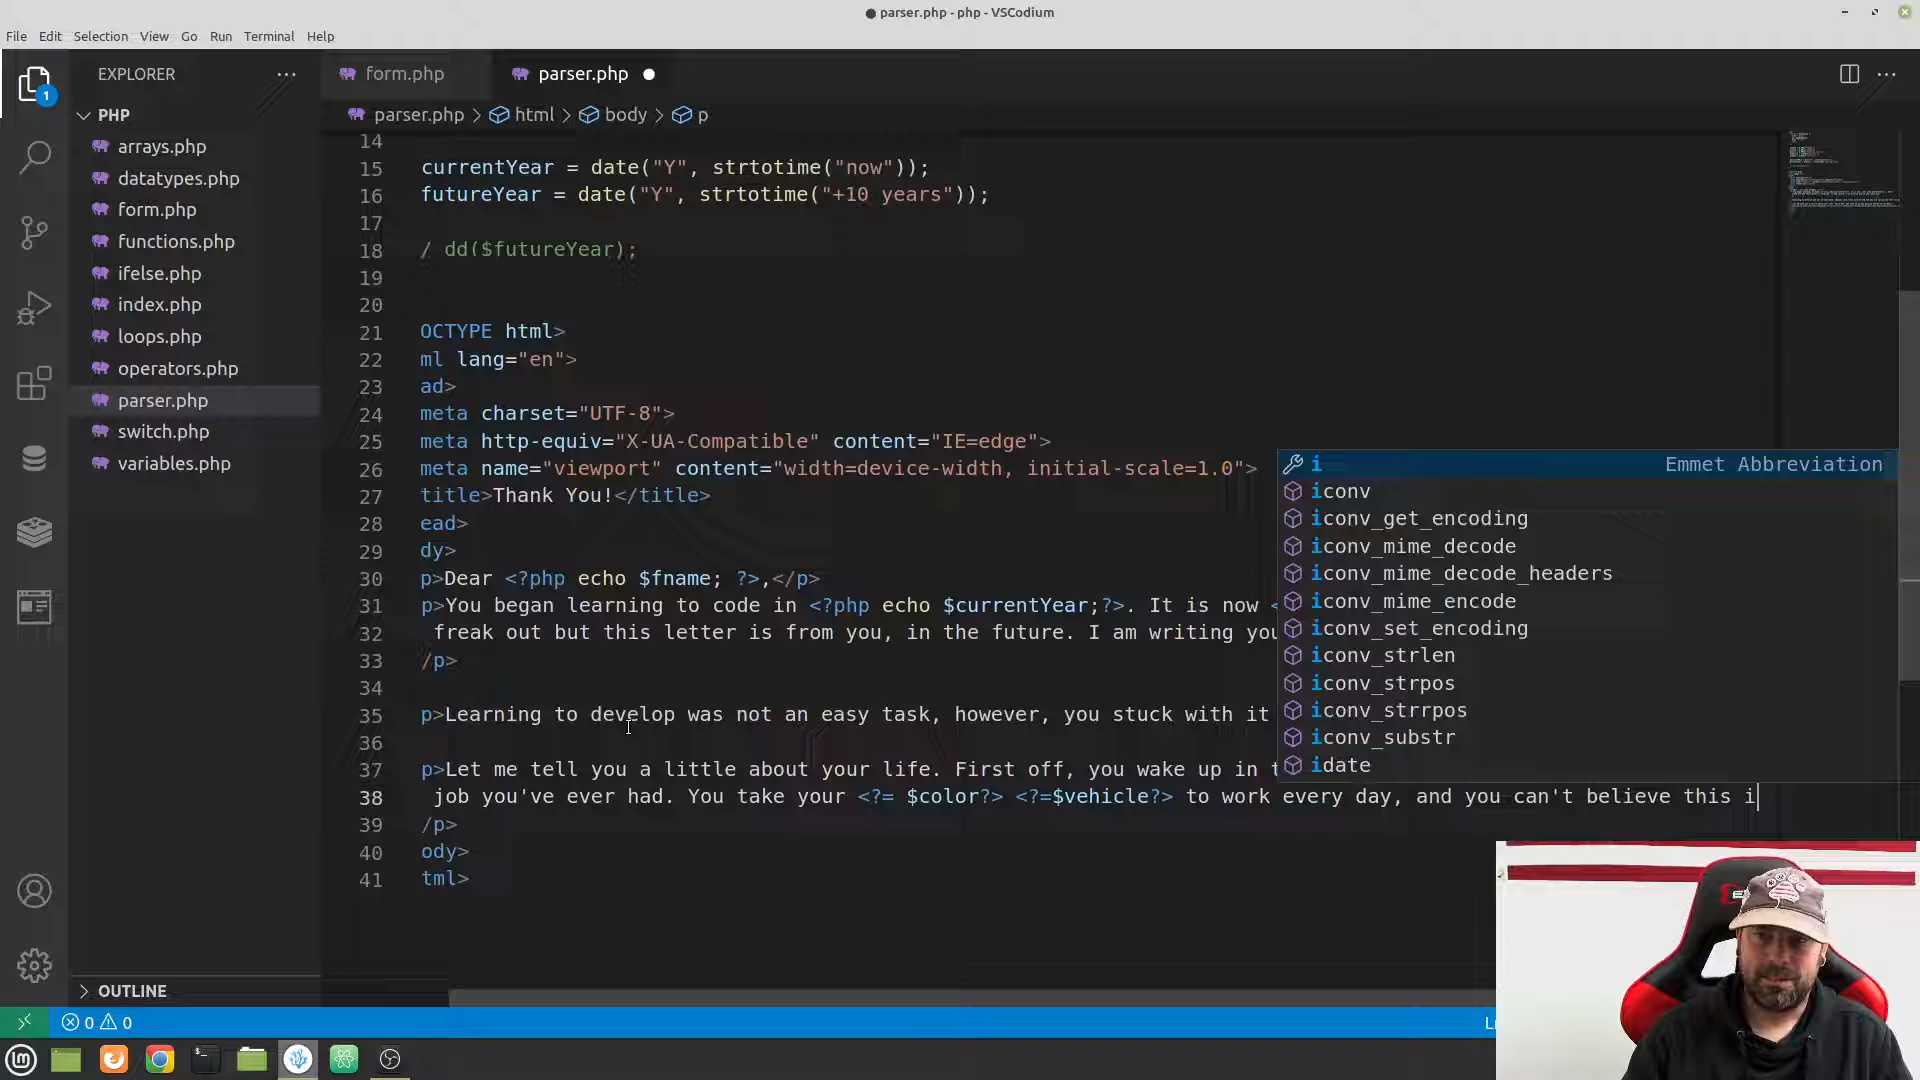 parser.php - php - VSCodium
File Edit Selection View Go Run Terminal Help
EXPLORER
form.php
parser.php
1
PHP
parser.php > html > body > p
arrays.php
datatypes.php
form.php
functions.php
ifelse.php
index.php
loops.php
operators.php
parser.php
switch.php
variables.php
14
15 currentYear = date("Y", strtotime("now"));
16 futureYear = date("Y", strtotime("+10 years"));
17
18 / dd($futureYear);
19
20
21 OCTYPE html>
22 ml lang="en">
23 ad>
24 meta charset="UTF-8">
25 meta http-equiv="X-UA-Compatible" content="IE=edge">
26 meta name="viewport" content="width=device-width, initial-scale=1.0">
27 title>Thank You!</title>
28 ead>
29 dy>
30 p>Dear <?php echo $fname; ?>,</p>
31 p>You began learning to code in <?php echo $currentYear;?>. It is now <
32 freak out but this letter is from you, in the future. I am writing you
33 /p>
34
35 p>Learning to develop was not an easy task, however, you stuck with it
36
37 p>Let me tell you a little about your life. First off, you wake up in t
38 job you've ever had. You take your <?= $color?> <?=$vehicle?> to work every day, and you can't believe this i
39 /p>
40 ody>
41 tml>
i Emmet Abbreviation
iconv
iconv_get_encoding
iconv_mime_decode
iconv_mime_decode_headers
iconv_mime_encode
iconv_set_encoding
iconv_strlen
iconv_strpos
iconv_strrpos
iconv_substr
idate
OUTLINE
0 0